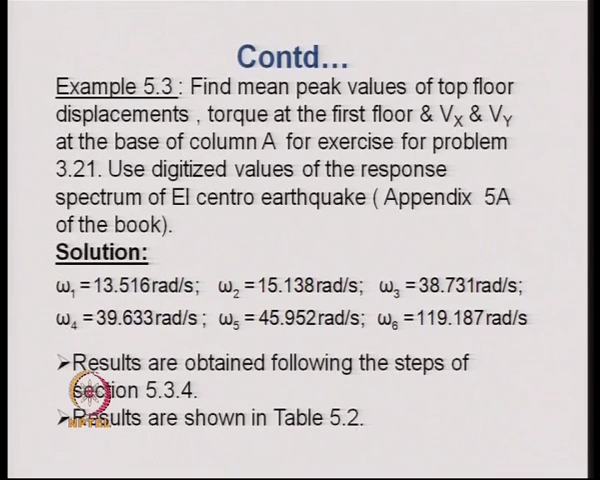 Contd...
Example 5.3 : Find mean peak values of top floor
displacements , torque at the first floor & VX & VY
at the base of column A for exercise for problem
3.21. Use digitized values of the response
spectrum of El centro earthquake ( Appendix 5A
of the book).
Solution:
ω1 = 13.516rad/s; ω2 = 15.138rad/s; ω3 = 38.731rad/s;
ω4 = 39.633rad/s ; ω5 = 45.952rad/s; ω6 = 119.187rad/s
➢Results are obtained following the steps of
section 5.3.4.
➢Results are shown in Table 5.2.
NPTEL